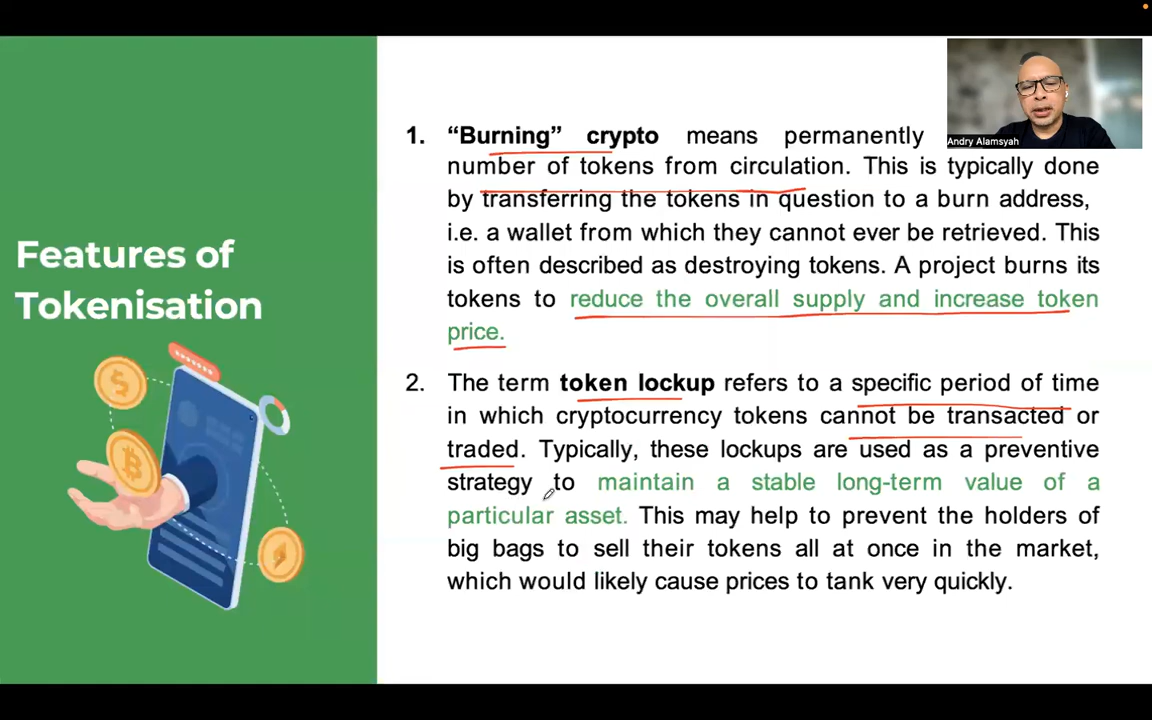 Andry Alamsyah
Features of
Tokenisation
1. “Burning” crypto means permanently
number of tokens from circulation. This is typically done
by transferring the tokens in question to a burn address,
i.e. a wallet from which they cannot ever be retrieved. This
is often described as destroying tokens. A project burns its
tokens to reduce the overall supply and increase token
price.
2. The term token lockup refers to a specific period of time
in which cryptocurrency tokens cannot be transacted or
traded. Typically, these lockups are used as a preventive
strategy to maintain a stable long-term value of a
particular asset. This may help to prevent the holders of
big bags to sell their tokens all at once in the market,
which would likely cause prices to tank very quickly.